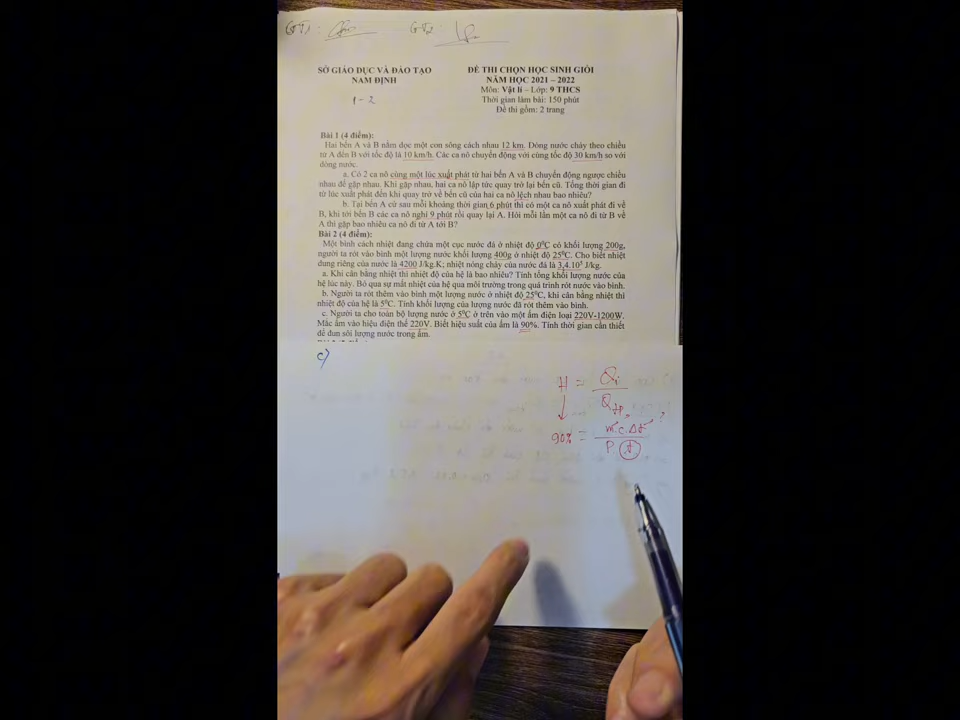 GT1: GT2:
SỞ GIÁO DỤC VÀ ĐÀO TẠO
NAM ĐỊNH
1-2
ĐỀ THI CHỌN HỌC SINH GIỎI
NĂM HỌC 2021 – 2022
Môn: Vật lí – Lớp: 9 THCS
Thời gian làm bài: 150 phút
Đề thi gồm: 2 trang
Bài 1 (4 điểm):
Hai bến A và B nằm dọc một con sông cách nhau 12 km. Dòng nước chảy theo chiều
từ A đến B với tốc độ là 10 km/h. Các ca nô chuyển động với cùng tốc độ 30 km/h so với
dòng nước.
a. Có 2 ca nô cùng một lúc xuất phát từ hai bến A và B chuyển động ngược chiều
nhau để gặp nhau. Khi gặp nhau, hai ca nô lập tức quay trở lại bến cũ. Tổng thời gian đi
từ lúc xuất phát đến khi quay trở về bến cũ của hai ca nô lệch nhau bao nhiêu?
b. Tại bến A cứ sau mỗi khoảng thời gian 6 phút thì có một ca nô xuất phát đi về
B, khi tới bến B các ca nô nghỉ 9 phút rồi quay lại A. Hỏi mỗi lần một ca nô đi từ B về
A thì gặp bao nhiêu ca nô đi từ A tới B?
Bài 2 (4 điểm):
Một bình cách nhiệt đang chứa một cục nước đá ở nhiệt độ 0⁰C có khối lượng 200g,
người ta rót vào bình một lượng nước khối lượng 400g ở nhiệt độ 25⁰C. Cho biết nhiệt
dung riêng của nước là 4200 J/kg.K; nhiệt nóng chảy của nước đá là 3,4.10⁵ J/kg.
a. Khi cân bằng nhiệt thì nhiệt độ của hệ là bao nhiêu? Tính tổng khối lượng nước của
hệ lúc này. Bỏ qua sự mất nhiệt của hệ qua môi trường trong quá trình rót nước vào bình.
b. Người ta rót thêm vào bình một lượng nước ở nhiệt độ 25⁰C, khi cân bằng nhiệt thì
nhiệt độ của hệ là 5⁰C. Tính khối lượng của lượng nước đã rót thêm vào bình.
c. Người ta cho toàn bộ lượng nước ở 5⁰C ở trên vào một ấm điện loại 220V-1200W.
Mắc ấm vào hiệu điện thế 220V. Biết hiệu suất của ấm là 90%. Tính thời gian cần thiết
để đun sôi lượng nước trong ấm.
c)
H = Qi / Qtp
90% = m.c.Δt / P.t
?